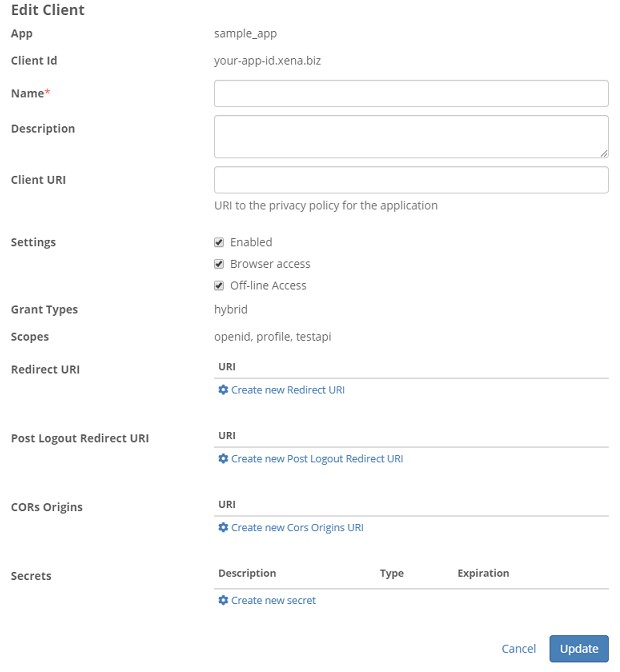 Edit Client
App sample_app
Client Id your-app-id.xena.biz
Name*
Description
Client URI
URI to the privacy policy for the application
Settings Enabled
Browser access
Off-line Access
Grant Types hybrid
Scopes openid, profile, testapi
Redirect URI URI
Create new Redirect URI
Post Logout Redirect URI URI
Create new Post Logout Redirect URI
CORs Origins URI
Create new Cors Origins URI
Secrets Description Type Expiration
Create new secret
Cancel Update